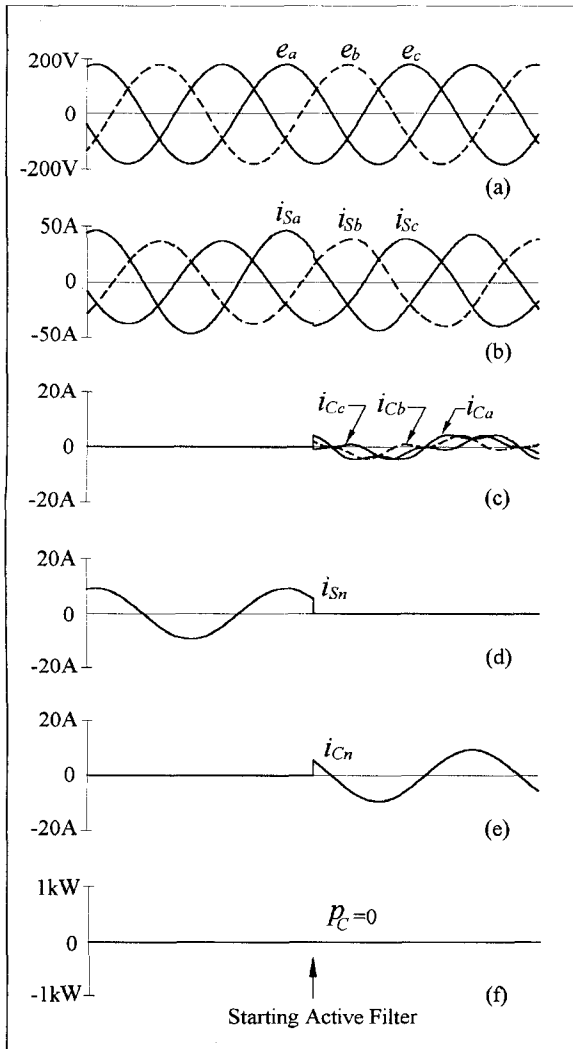 200V
e_a e_b e_c
0
-200V
(a)
50A
i_Sa i_Sb i_Sc
0
-50A
(b)
20A
i_Cc i_Cb i_Ca
0
-20A
(c)
20A
i_Sn
0
-20A
(d)
20A
i_Cn
0
-20A
(e)
1kW
p_C=0
0
-1kW
(f)
Starting Active Filter